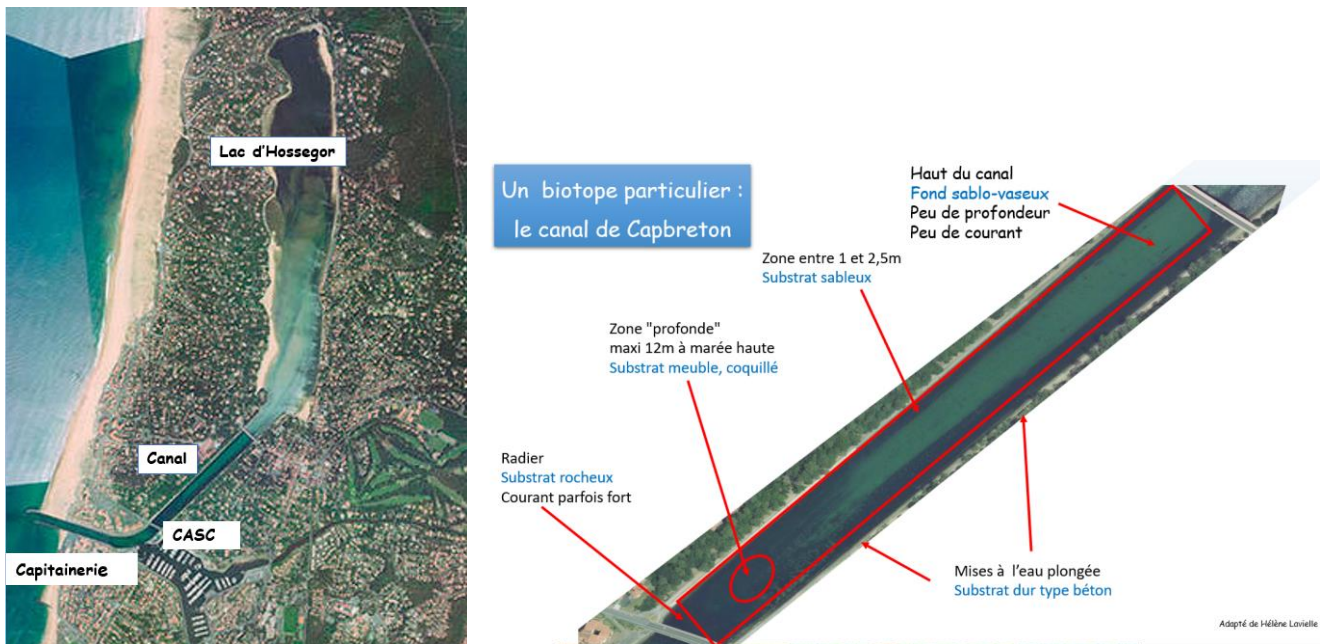 Lac d'Hossegor
Canal
CASC
Capitainerie
Un biotope particulier :
le canal de Capbreton
Haut du canal
Fond sablo-vaseux
Peu de profondeur
Peu de courant
Zone entre 1 et 2,5m
Substrat sableux
Zone "profonde"
maxi 12m à marée haute
Substrat meuble, coquillé
Radier
Substrat rocheux
Courant parfois fort
Mises à l'eau plongée
Substrat dur type béton
Adapté de Hélène Lavielle